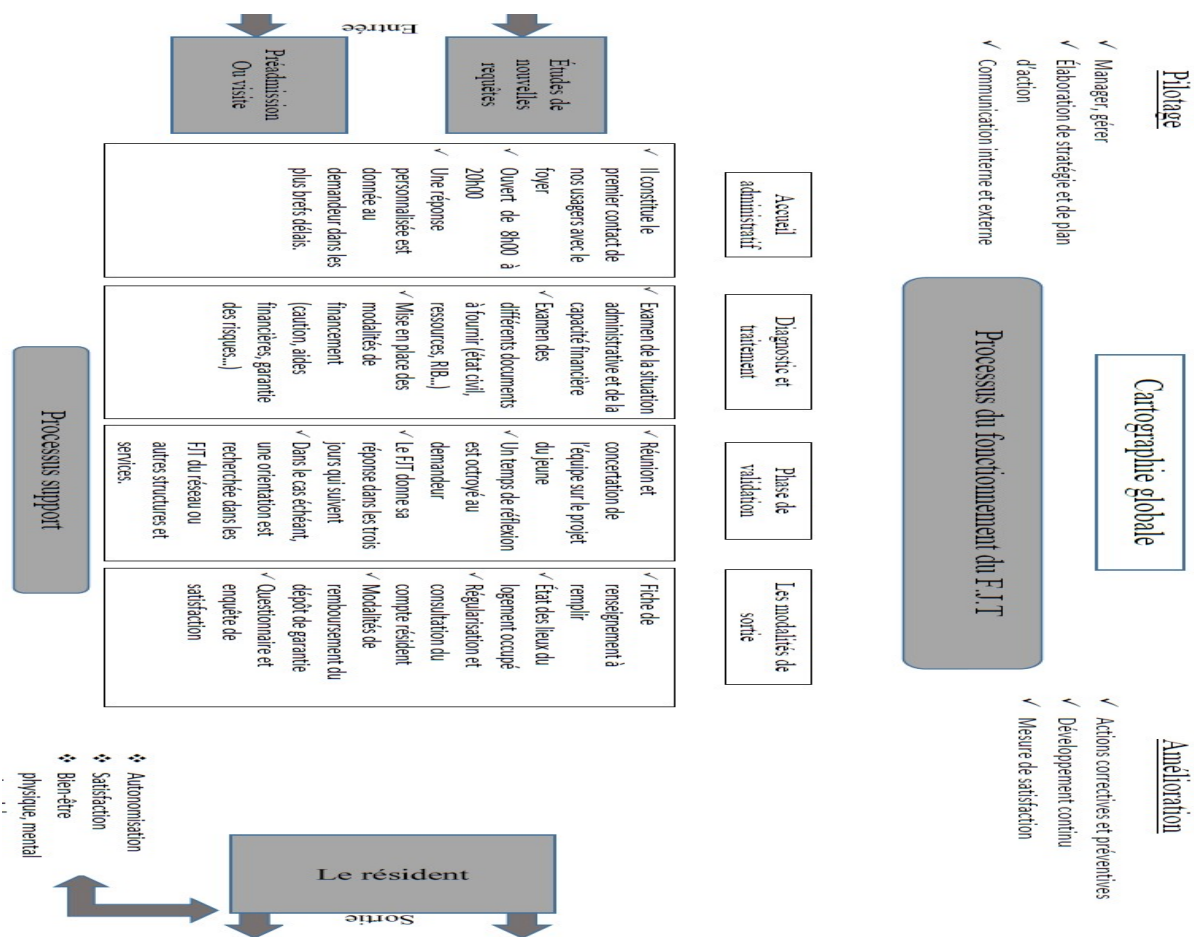 Cartographie globale
Pilotage
✓ Manager, gérer
✓ Élaboration de stratégie et de plan
d'action
✓ Communication interne et externe
Processus du fonctionnement du F.J.T
Amélioration
✓ Actions correctives et préventives
✓ Développement continu
✓ Mesure de satisfaction
Entrée
Études de
nouvelles
requêtes
Préadmission
Ou visite
Accueil
administratif
✓ Il constitue le
premier contact de
nos usagers avec le
foyer
✓ Ouvert de 8h00 à
20h00
✓ Une réponse
personnalisée est
donnée au
demandeur dans les
plus brefs délais.
Diagnostic et
traitement
✓ Examen de la situation
administrative et de la
capacité financière
✓ Examen des
différents documents
à fournir (état civil,
ressources, RIB...)
✓ Mise en place des
modalités de
financement
(caution, aides
financières, garantie
des risques...)
Phase de
validation
✓ Réunion et
concertation de
l'équipe sur le projet
du jeune
✓ Un temps de réflexion
est octroyé au
demandeur
✓ Le FJT donne sa
réponse dans les trois
jours qui suivent
✓ Dans le cas échéant,
une orientation est
recherchée dans les
FJT du réseau ou
autres structures et
services.
Les modalités de
sortie
✓ Fiche de
renseignement à
remplir
✓ État des lieux du
logement occupé
✓ Régularisation et
consultation du
compte résident
✓ Modalités de
remboursement du
dépôt de garantie
✓ Questionnaire et
enquête de
satisfaction
Le résident
Sortie
❖ Autonomisation
❖ Satisfaction
❖ Bien-être
physique, mental
Processus support